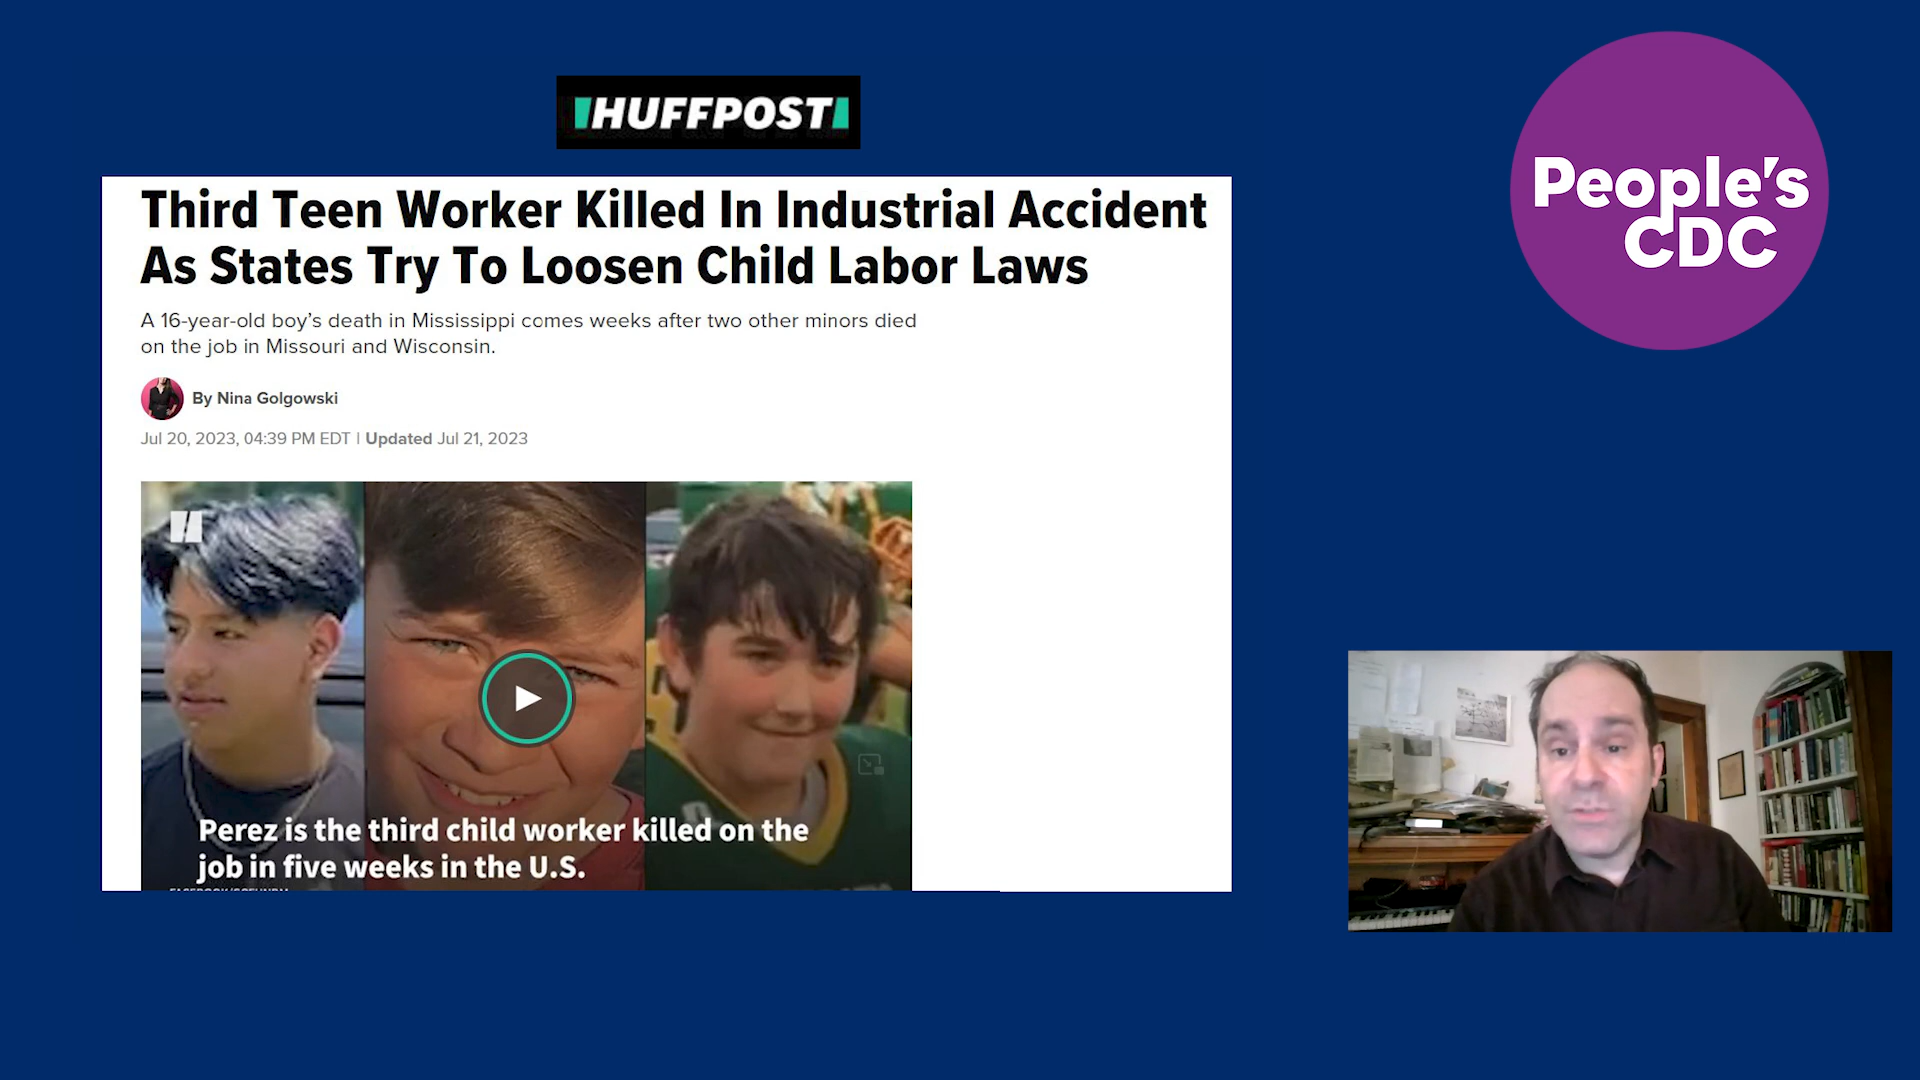 HUFFPOST
People's
CDC
Third Teen Worker Killed In Industrial Accident
As States Try To Loosen Child Labor Laws
A 16-year-old boy's death in Mississippi comes weeks after two other minors died
on the job in Missouri and Wisconsin.
By Nina Golgowski
Jul 20, 2023, 04:39 PM EDT | Updated Jul 21, 2023
Perez is the third child worker killed on the
job in five weeks in the U.S.